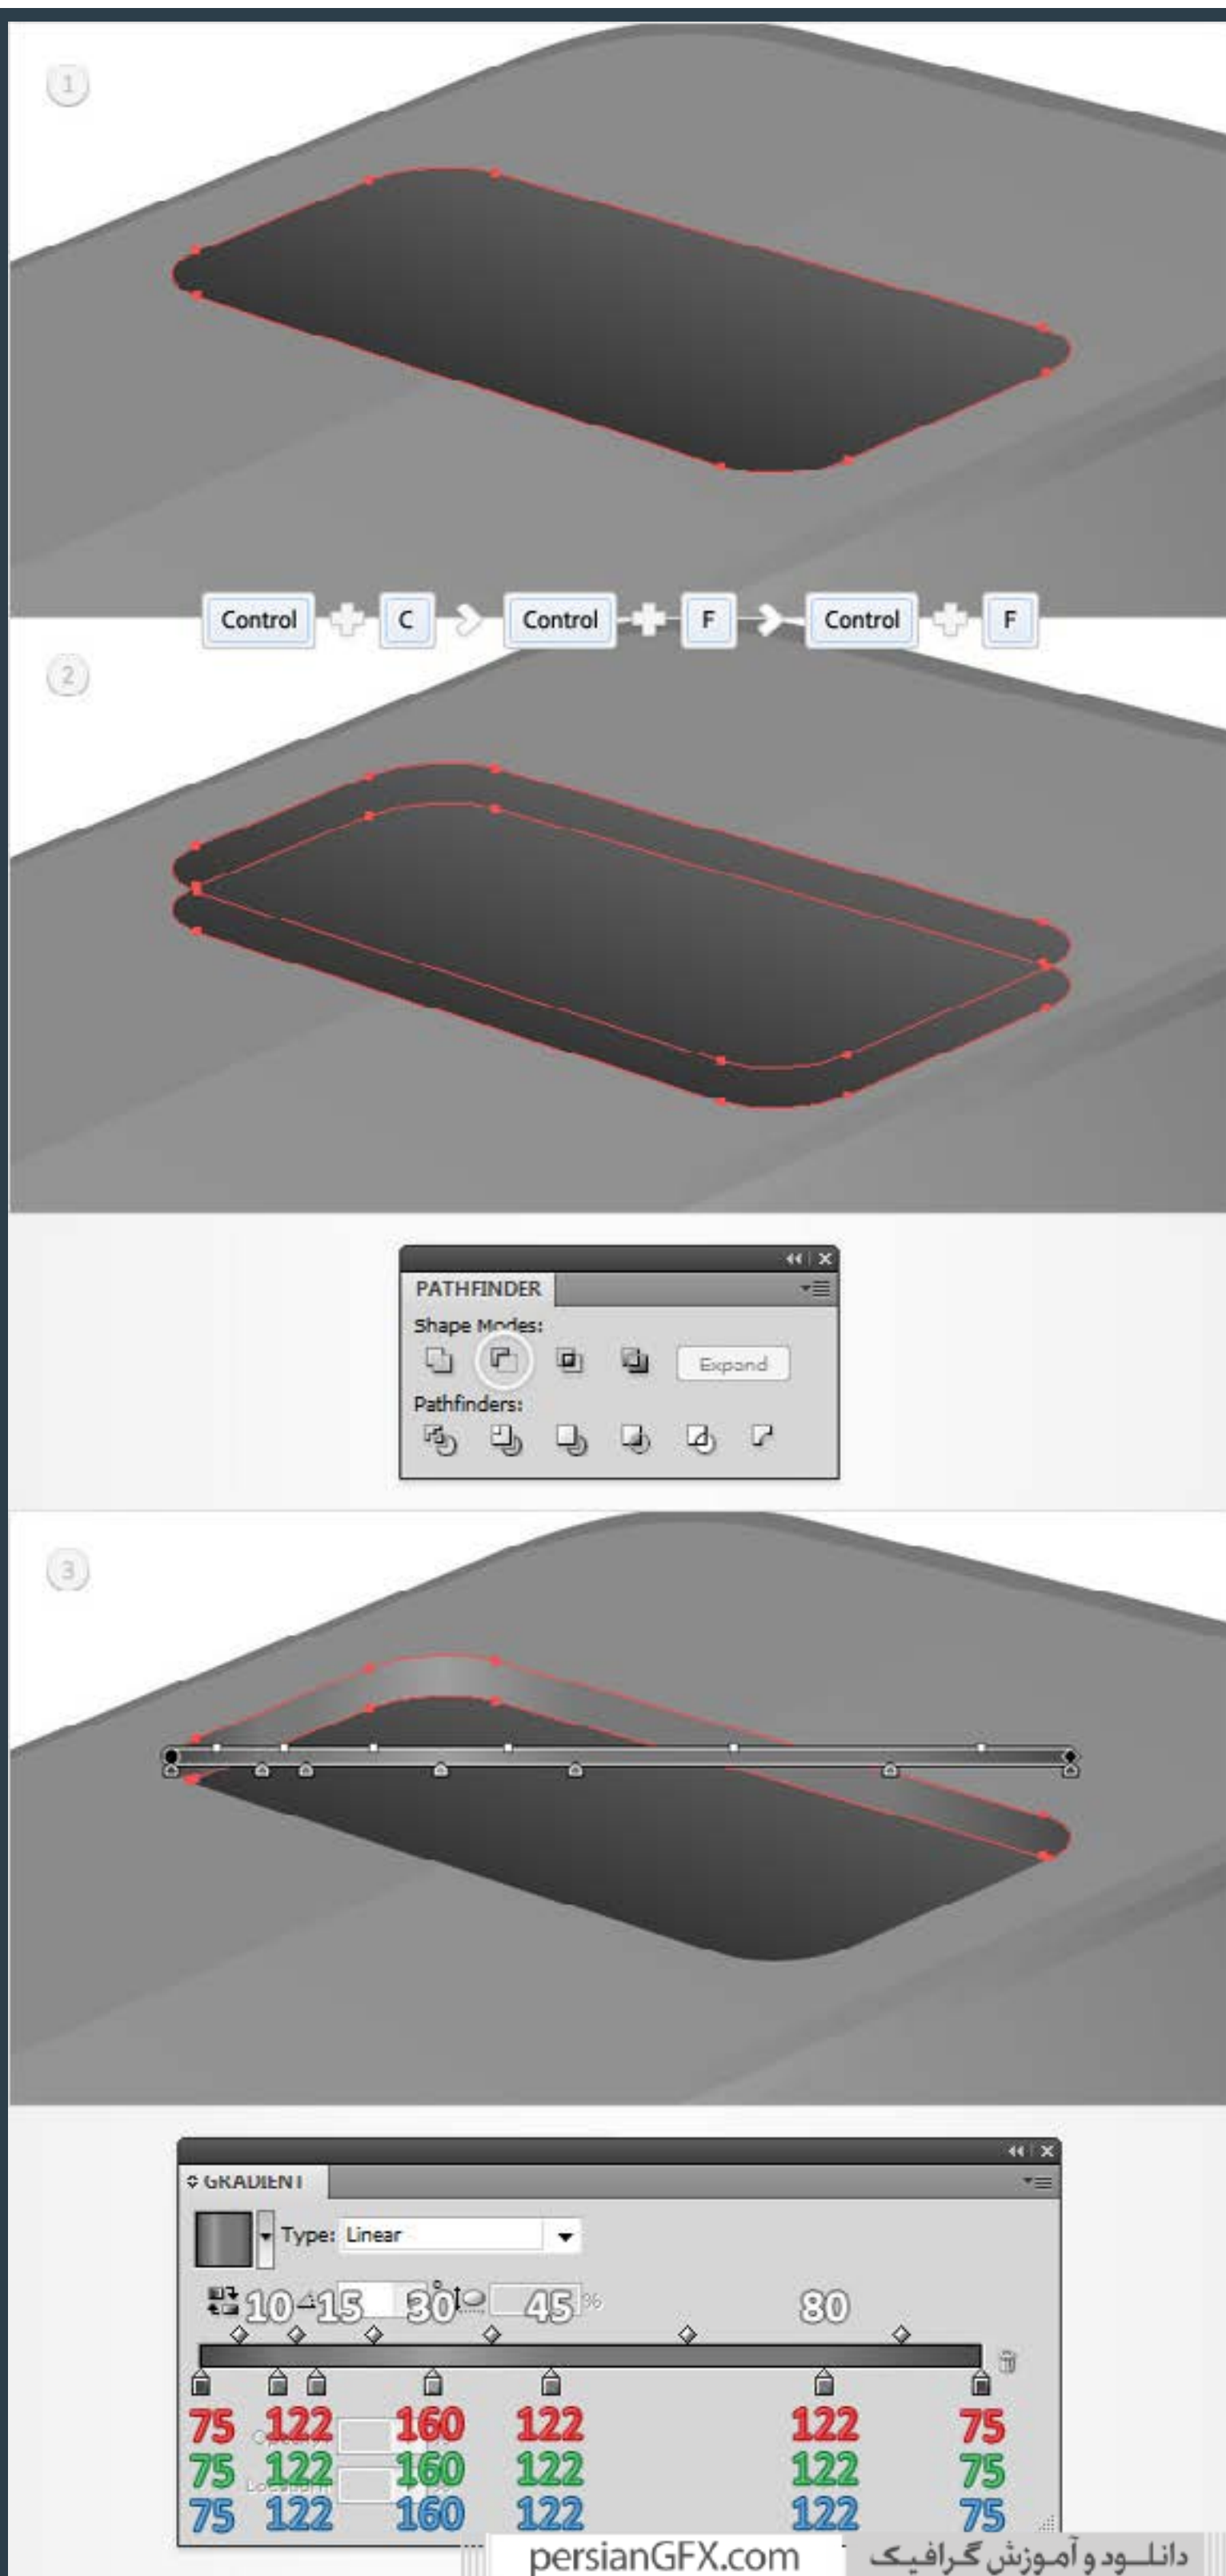 1
Control + C > Control + F > Control + F
2
PATHFINDER
Shape Modes:
Expand
Pathfinders:
3
GRADIENT
Type: Linear
10 15 30 45 % 80
75 122 160 122 122 75
75 122 160 122 122 75
75 122 160 122 122 75
persianGFX.com
دانلـود و آموزش گرافیک